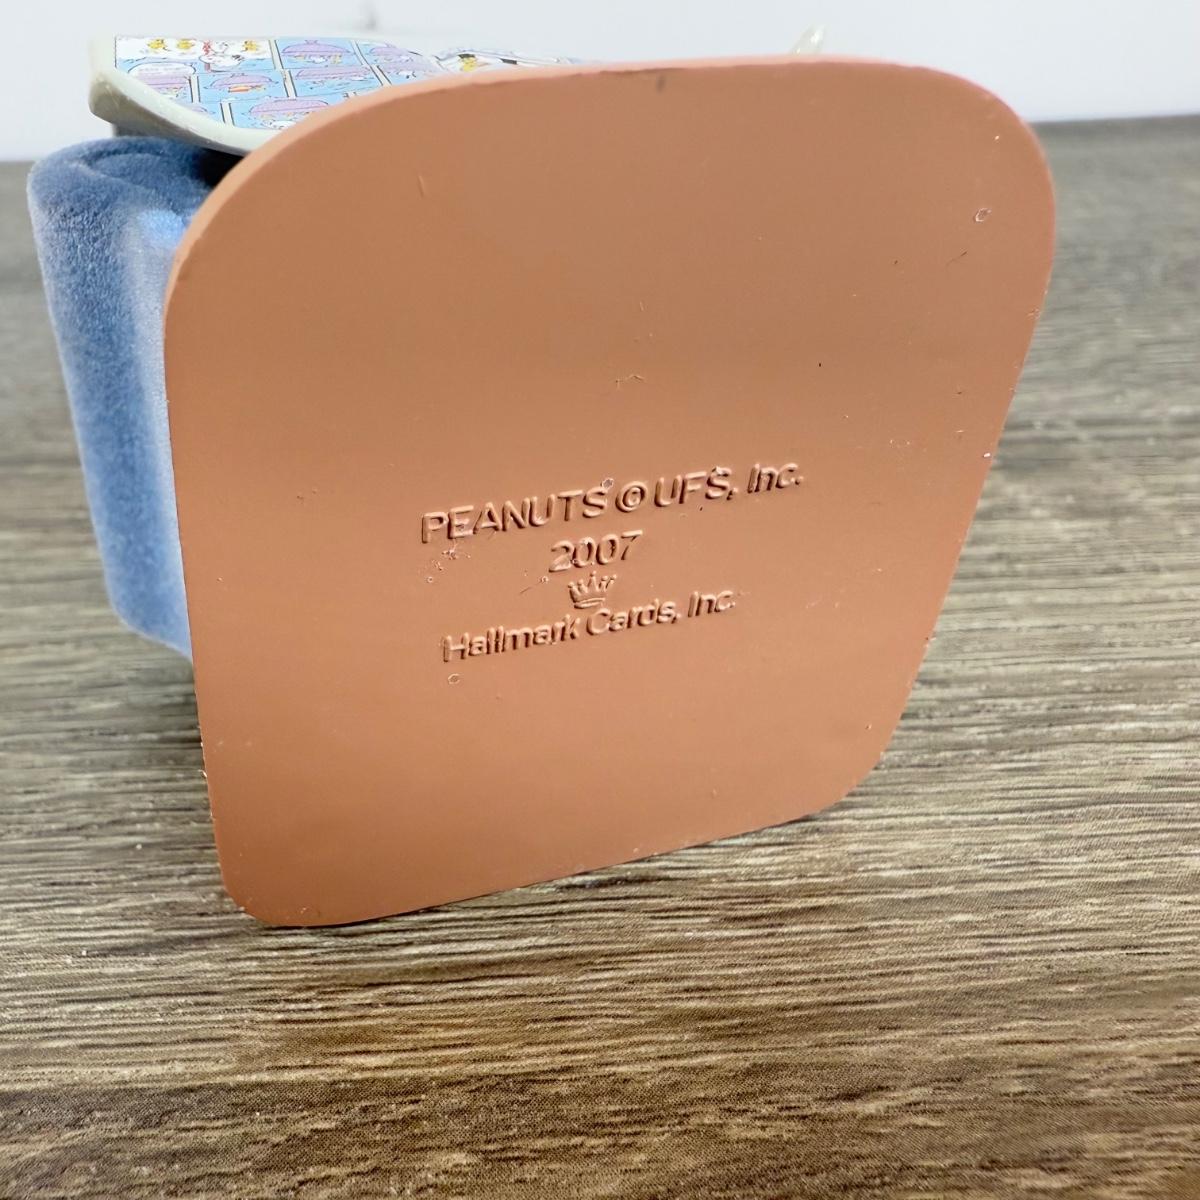 PEANUTS © UFS, Inc.
2007
Hallmark Cards, Inc.